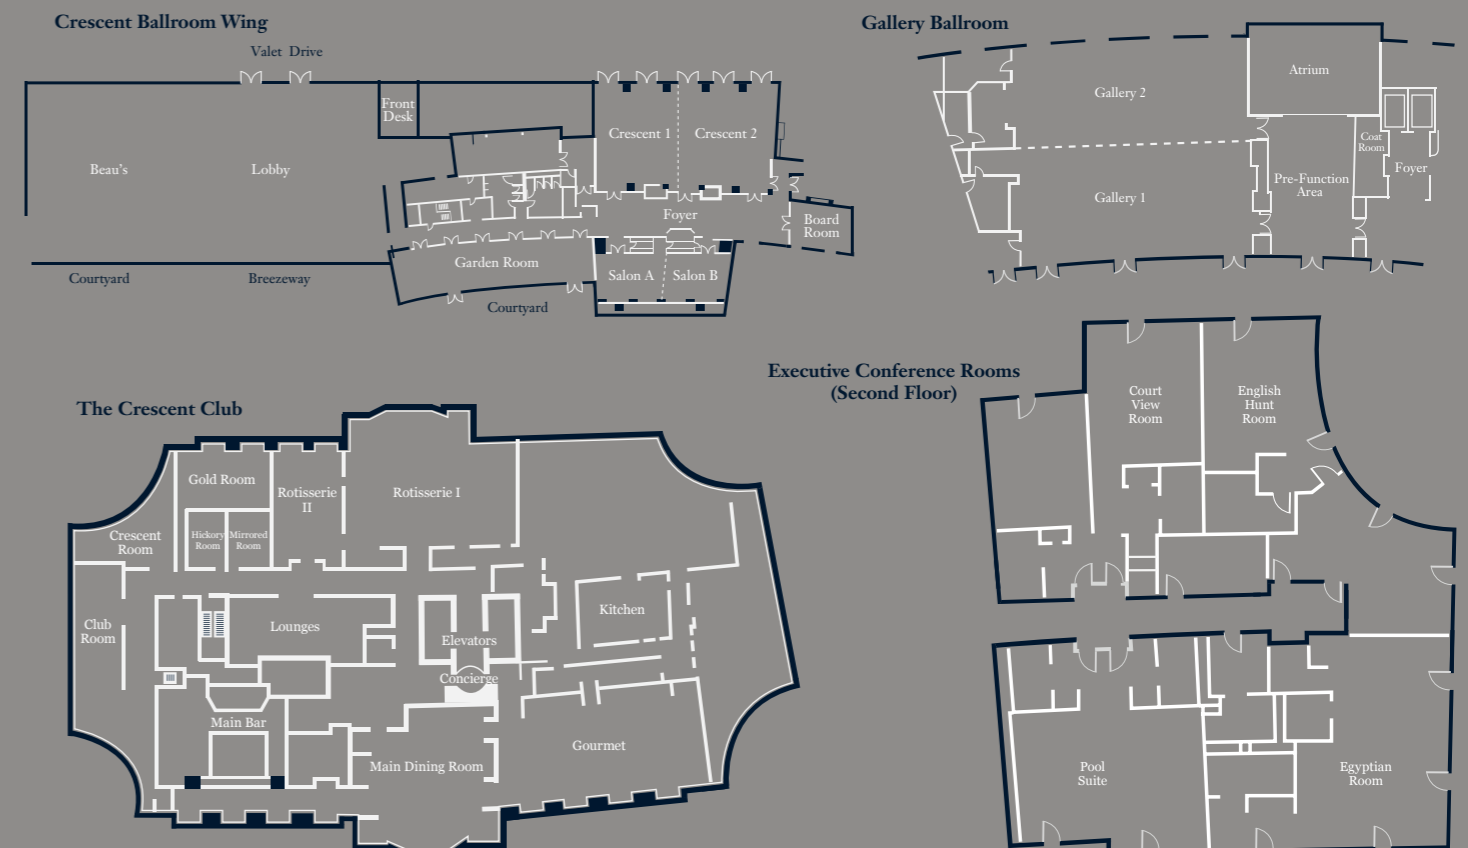 Crescent Ballroom Wing
Valet Drive
Front
Desk
Crescent 1
Crescent 2
Beau's
Lobby
Foyer
Board
Room
Garden Room
Salon A
Salon B
Courtyard
Breezeway
Courtyard
Gallery Ballroom
Atrium
Gallery 2
Coat
Room
Foyer
Pre-Function
Area
Gallery 1
The Crescent Club
Gold Room
Rotisserie
II
Rotisserie I
Crescent
Room
Hickory
Room
Mirrored
Room
Club
Room
Lounges
Elevators
Kitchen
Concierge
Main Bar
Main Dining Room
Gourmet
Executive Conference Rooms
(Second Floor)
Court
View
Room
English
Hunt
Room
Pool
Suite
Egyptian
Room